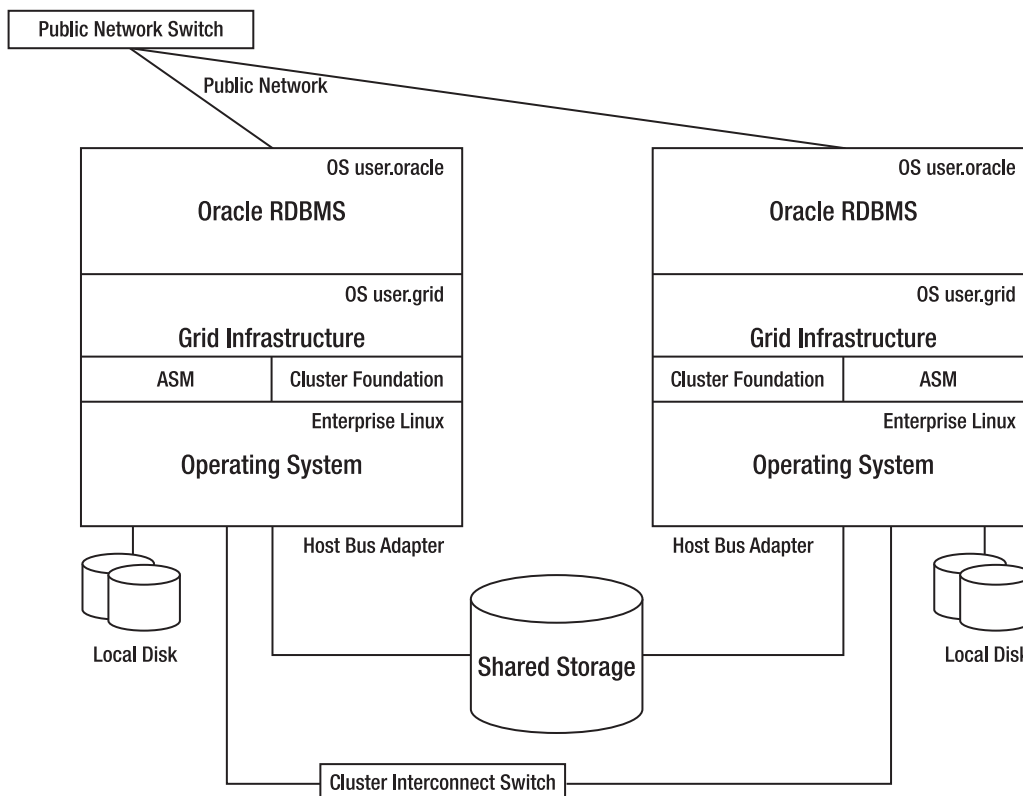 Public Network Switch
Public Network
OS user.oracle
Oracle RDBMS
OS user.grid
Grid Infrastructure
ASM
Cluster Foundation
Enterprise Linux
Operating System
Host Bus Adapter
Local Disk
OS user.oracle
Oracle RDBMS
OS user.grid
Grid Infrastructure
Cluster Foundation
ASM
Enterprise Linux
Operating System
Host Bus Adapter
Local Disk
Shared Storage
Cluster Interconnect Switch